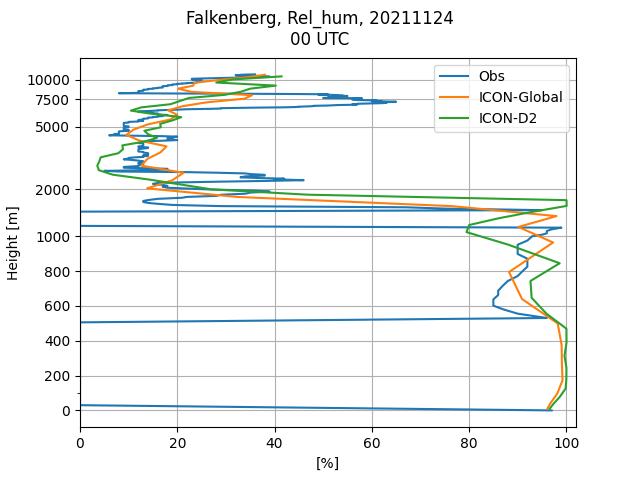 Falkenberg, Rel_hum, 20211124
00 UTC
Obs
ICON-Global
ICON-D2
Height [m]
10000
7500
5000
2000
1000
800
600
400
200
0
0 20 40 60 80 100
[%]